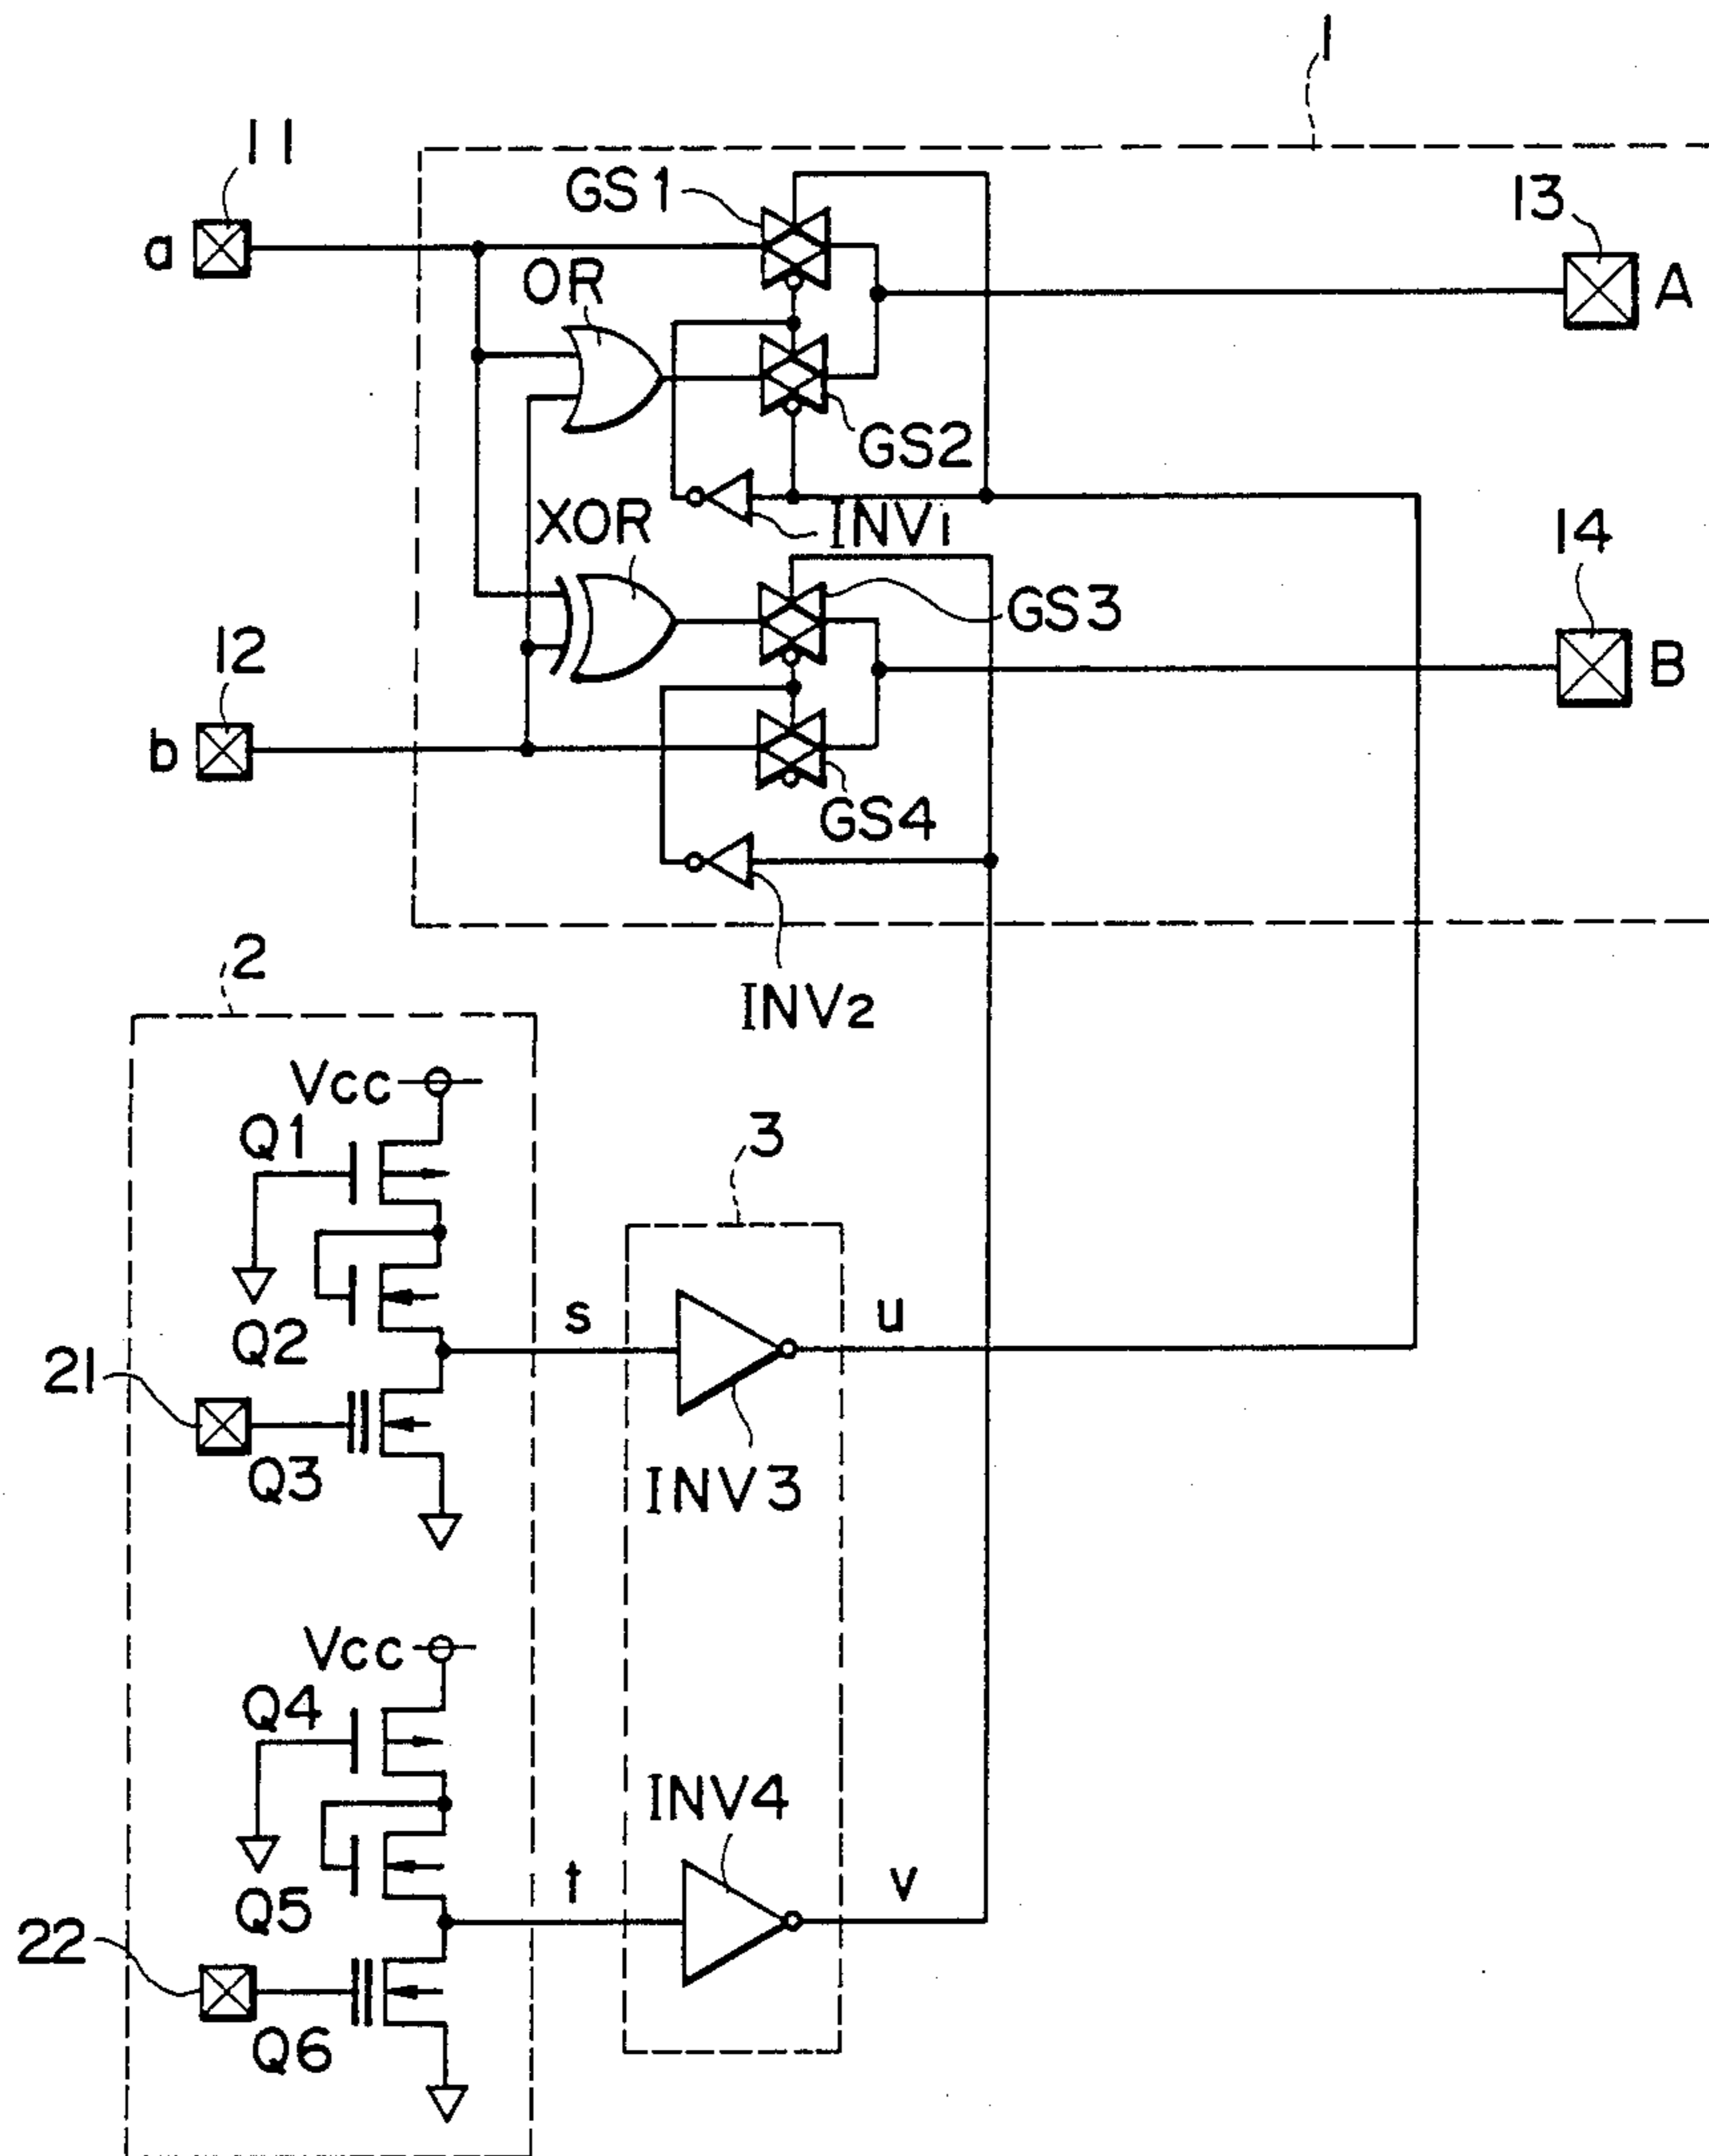 1
11
GS1
13
a
OR
A
GS2
XOR
INV1
14
GS3
12
B
b
GS4
2
INV2
Vcc
Q1
3
Q2
s
u
21
Q3
INV3
Vcc
Q4
INV4
Q5
t
v
22
Q6